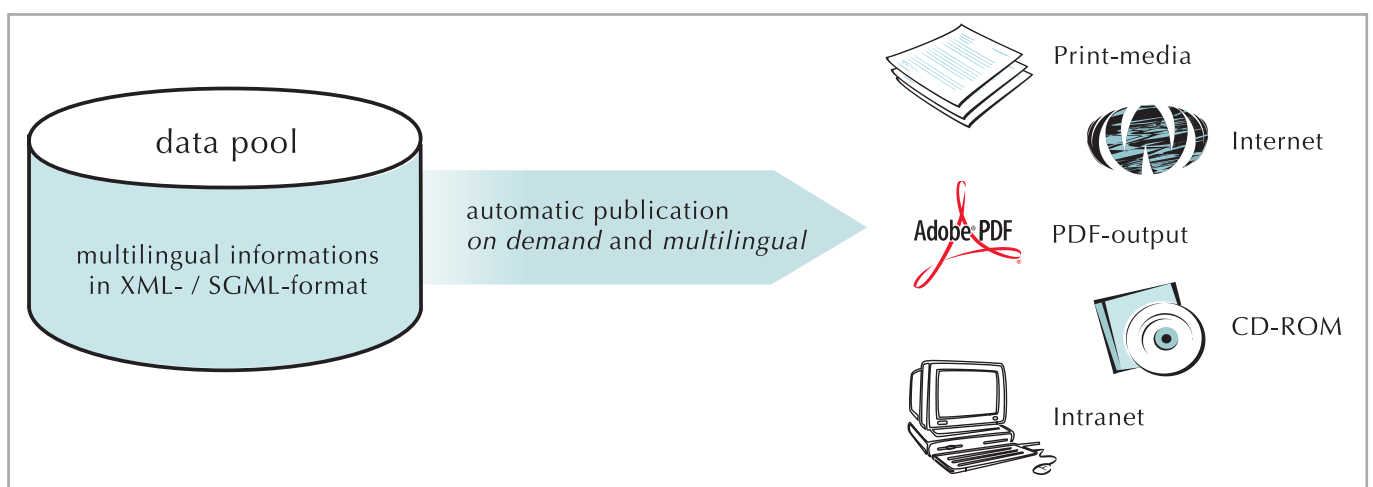 data pool
multilingual informations
in XML- / SGML-format
automatic publication
on demand and multilingual
Print-media
Internet
Adobe® PDF
PDF-output
CD-ROM
Intranet